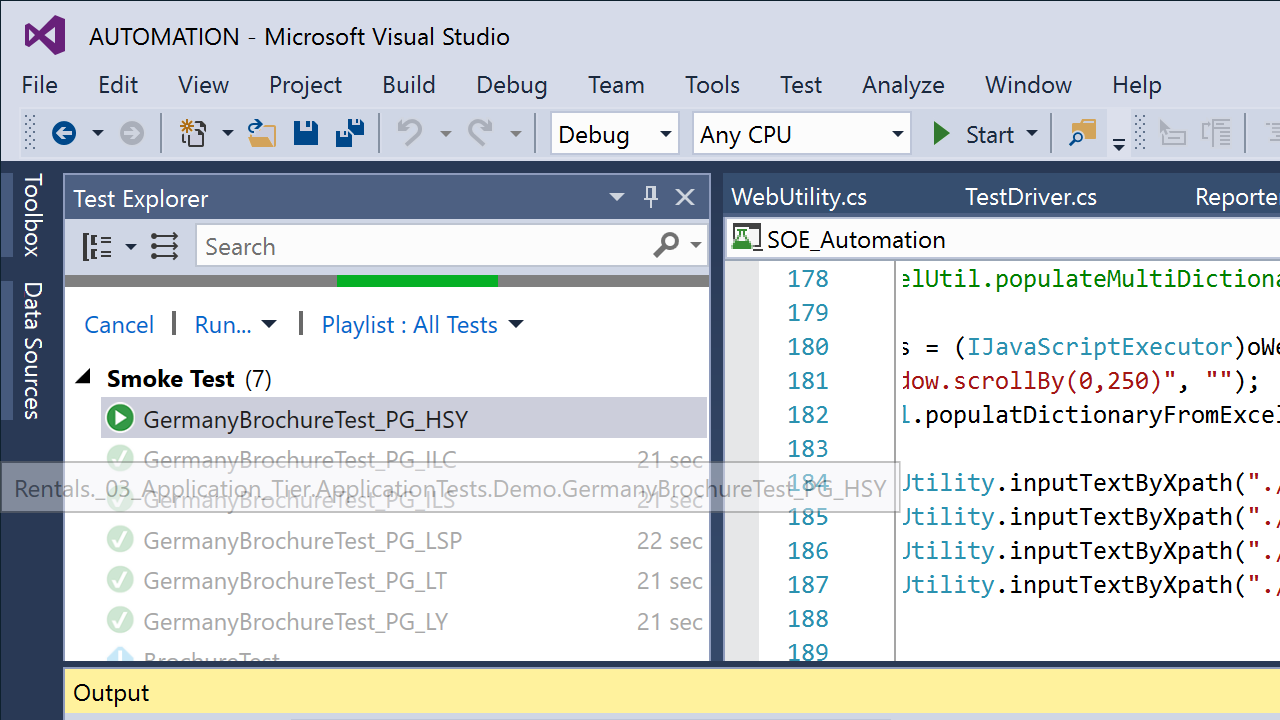 AUTOMATION - Microsoft Visual Studio
File Edit View Project Build Debug Team Tools Test Analyze Window Help
Debug Any CPU Start
Toolbox
Data Sources
Test Explorer
Search
Cancel Run... Playlist : All Tests
Smoke Test (7)
GermanyBrochureTest_PG_HSY
GermanyBrochureTest_PG_ILC 21 sec
Rentals._03_Application_Tier.ApplicationTests.Demo.GermanyBrochureTest_PG_HSY
GermanyBrochureTest_PG_ILS 21 sec
GermanyBrochureTest_PG_LSP 22 sec
GermanyBrochureTest_PG_LT 21 sec
GermanyBrochureTest_PG_LY 21 sec
BrochureTest
WebUtility.cs TestDriver.cs Reporte
SOE_Automation
178 elUtil.populateMultiDictiona
179
180 s = (IJavaScriptExecutor)oWe
181 dow.scrollBy(0,250)", "");
182 l.populatDictionaryFromExcel
183
184 Utility.inputTextByXpath("./
185 Utility.inputTextByXpath("./
186 Utility.inputTextByXpath("./
187 Utility.inputTextByXpath("./
188
189
Output